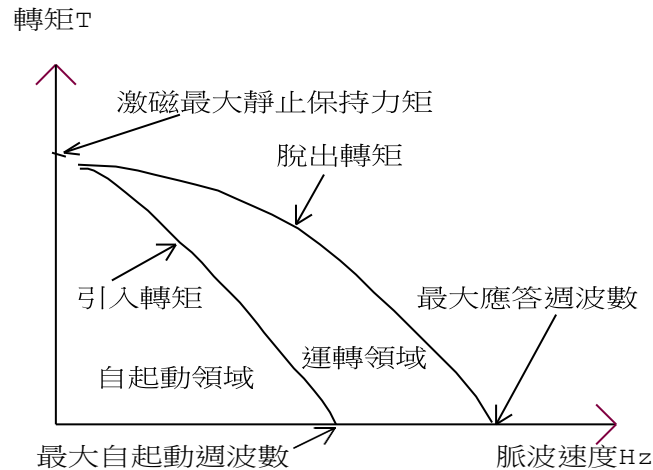 轉矩T
激磁最大靜止保持力矩
脫出轉矩
引入轉矩
最大應答週波數
運轉領域
自起動領域
最大自起動週波數
脈波速度Hz